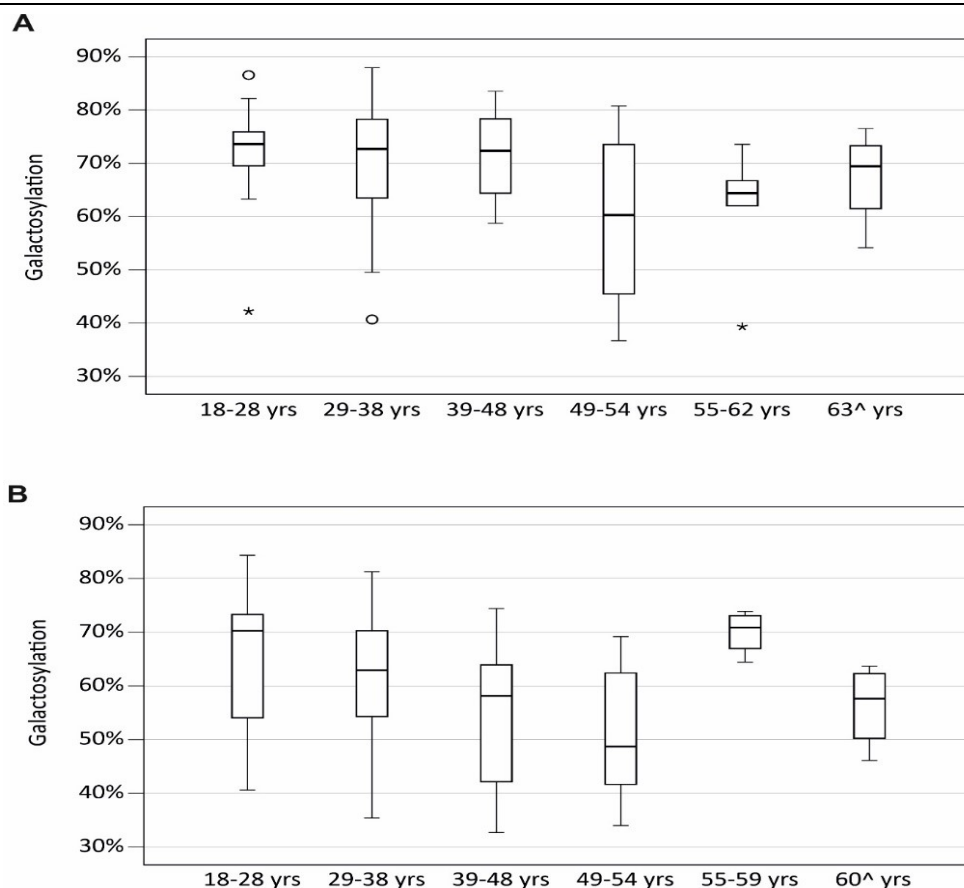 A
90%
80%
70%
60%
50%
40%
30%
Galactosylation
18-28 yrs 29-38 yrs 39-48 yrs 49-54 yrs 55-62 yrs 63^ yrs
B
90%
80%
70%
60%
50%
40%
30%
Galactosylation
18-28 yrs 29-38 yrs 39-48 yrs 49-54 yrs 55-59 yrs 60^ yrs